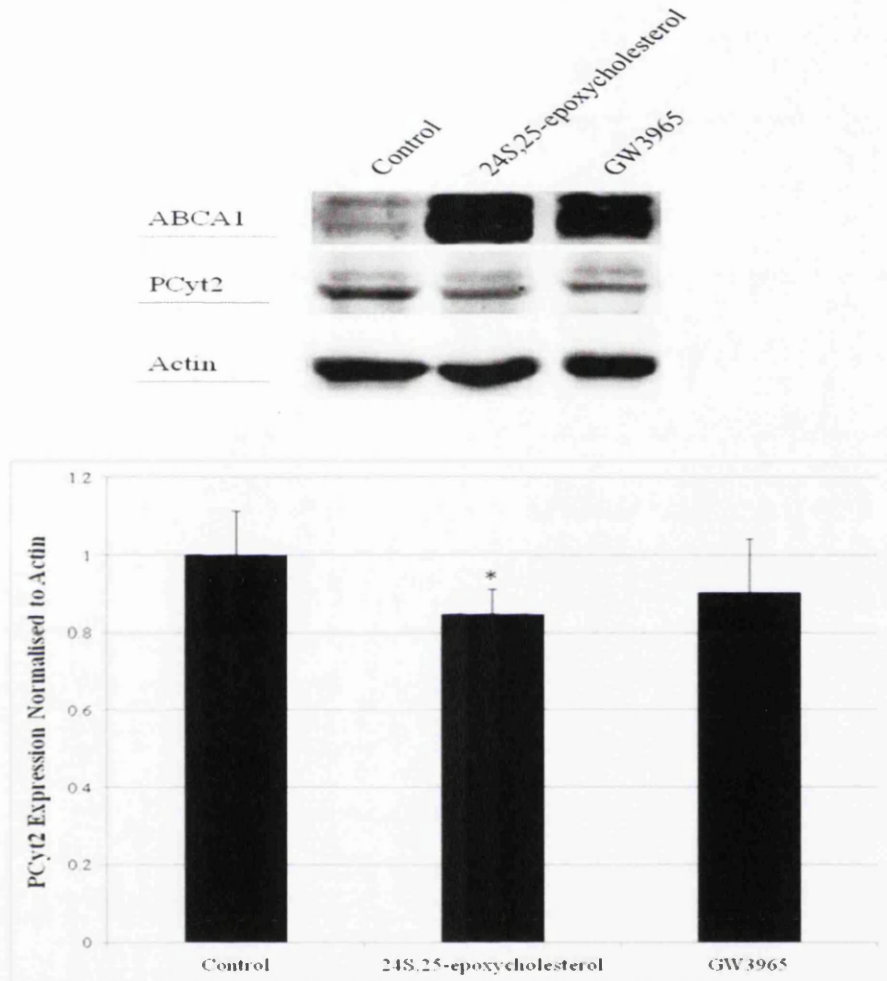 Control
24S,25-epoxycholesterol
GW3965
ABCA1
PCyt2
Actin
PCyt2 Expression Normalised to Actin
1 2
1
0 8
0 6
0 4
0 2
0
*
Control
24S,25-epoxycholesterol
GW3965